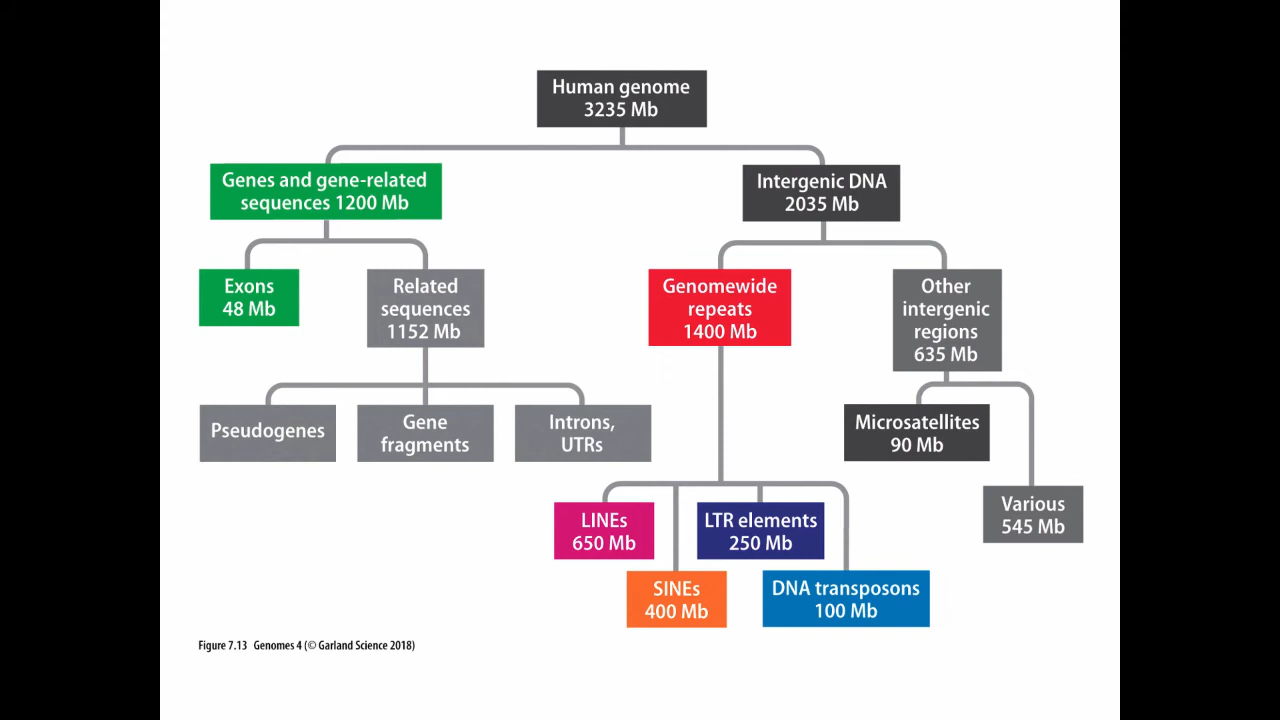 Human genome
3235 Mb
Genes and gene-related
sequences 1200 Mb
Intergenic DNA
2035 Mb
Exons
48 Mb
Related
sequences
1152 Mb
Genomewide
repeats
1400 Mb
Other
intergenic
regions
635 Mb
Pseudogenes
Gene
fragments
Introns,
UTRs
Microsatellites
90 Mb
LINEs
650 Mb
LTR elements
250 Mb
Various
545 Mb
SINEs
400 Mb
DNA transposons
100 Mb
Figure 7.13 Genomes 4 (© Garland Science 2018)